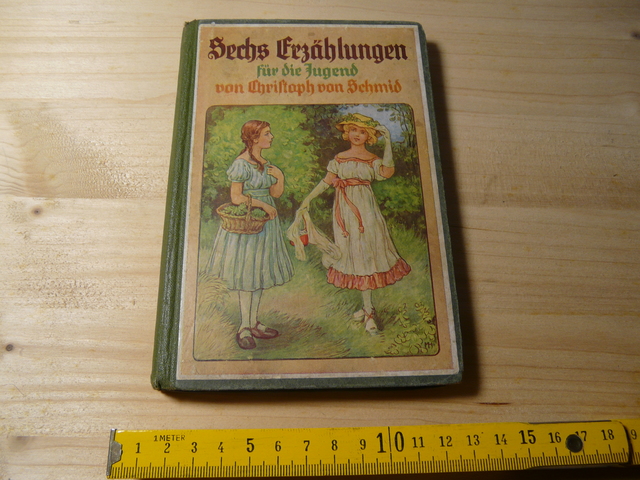 Sechs Erzählungen
für die Jugend
von Christoph von Schmid
1 METER
1 2 3 4 5 6 7 8 9 10 11 12 13 14 15 16 17 18 9